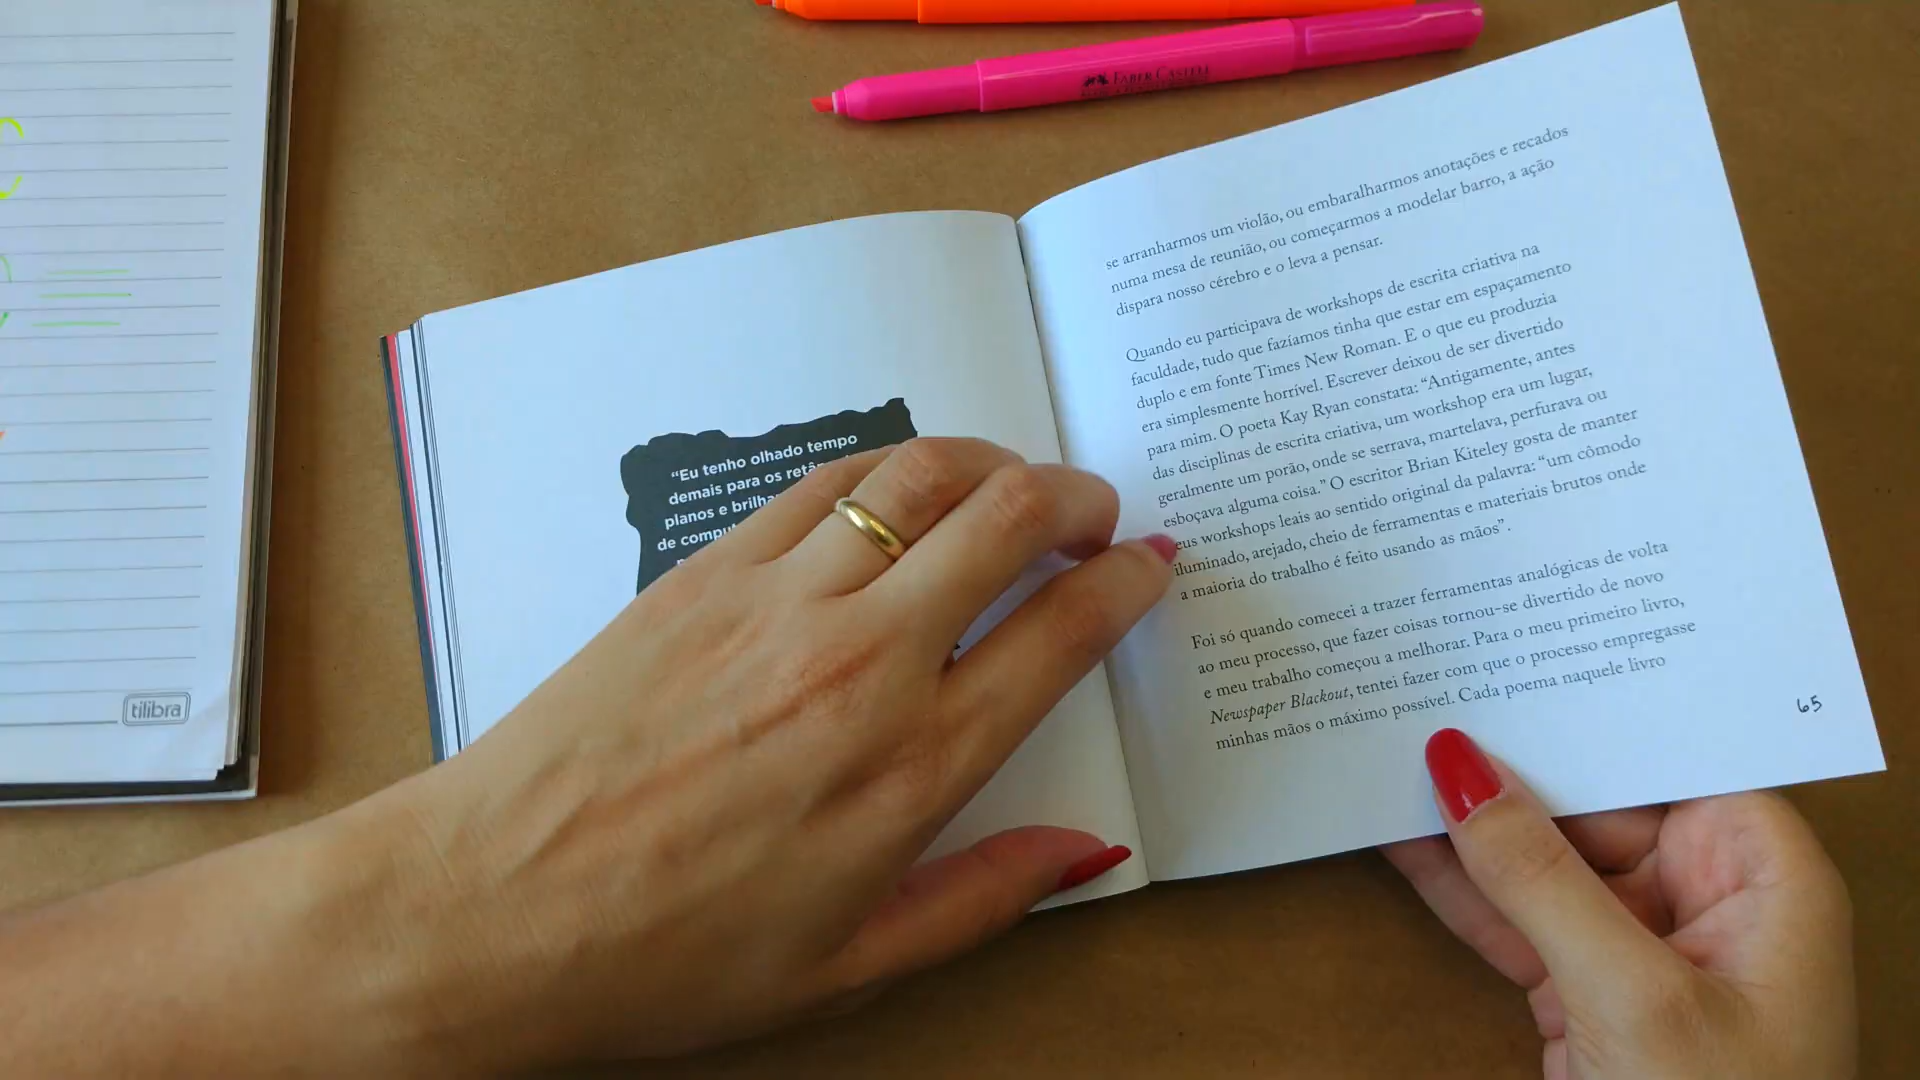 tilibra
FABER CASTELL
“Eu tenho olhado tempo
demais para os
planos e
de
se arranharmos um violão, ou embaralharmos anotações e recados
numa mesa de reunião, ou começarmos a modelar barro, a ação
dispara nosso cérebro e o leva a pensar.
Quando eu participava de workshops de escrita criativa na
faculdade, tudo que fazíamos tinha que estar em espaçamento
duplo e em fonte Times New Roman. E o que eu produzia
era simplesmente horrível. Escrever deixou de ser divertido
para mim. O poeta Kay Ryan constata: “Antigamente, antes
das disciplinas de escrita criativa, um workshop era um lugar,
geralmente um porão, onde se serrava, martelava, perfurava ou
esboçava alguma coisa.” O escritor Brian Kiteley gosta de manter
workshops leais ao sentido original da palavra: “um cômodo
iluminado, arejado, cheio de ferramentas e materiais brutos onde
a maioria do trabalho é feito usando as mãos”.
Foi só quando comecei a trazer ferramentas analógicas de volta
ao meu processo, que fazer coisas tornou-se divertido de novo
e meu trabalho começou a melhorar. Para o meu primeiro livro,
Newspaper Blackout, tentei fazer com que o processo empregasse
minhas mãos o máximo possível. Cada poema naquele livro
65